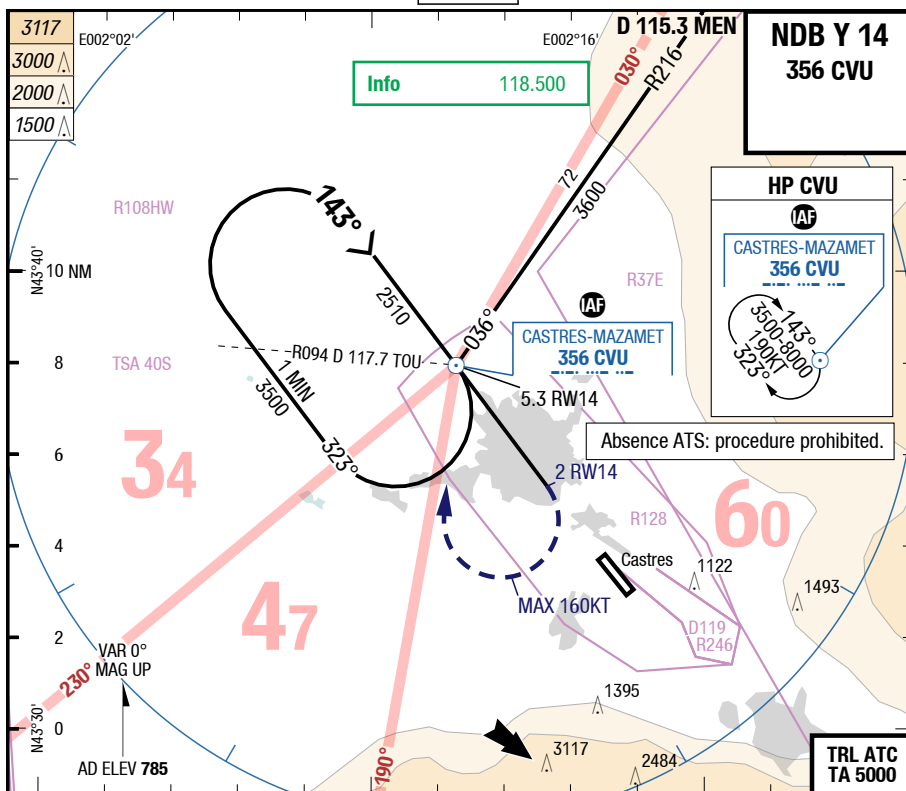 3117
3000
2000
1500
E002°02'
E002°16'
D 115.3 MEN
NDB Y 14
356 CVU
Info 118.500
030°
R216
72
3600
HP CVU
IAF
CASTRES-MAZAMET
356 CVU
143°
3500-8000
190KT
323°
R108HW
143°
N43°40'
10 NM
2510
R37E
IAF
036°
CASTRES-MAZAMET
356 CVU
TSA 40S
8
R094 D 117.7 TOU
1 MIN
3500
5.3 RW14
Absence ATS: procedure prohibited.
323°
34
6
2 RW14
R128
60
4
Castres
1122
1493
MAX 160KT
47
D119
R246
2
VAR 0°
MAG UP
230°
1395
N43°30'
0
3117
2484
AD ELEV 785
190°
TRL ATC
TA 5000